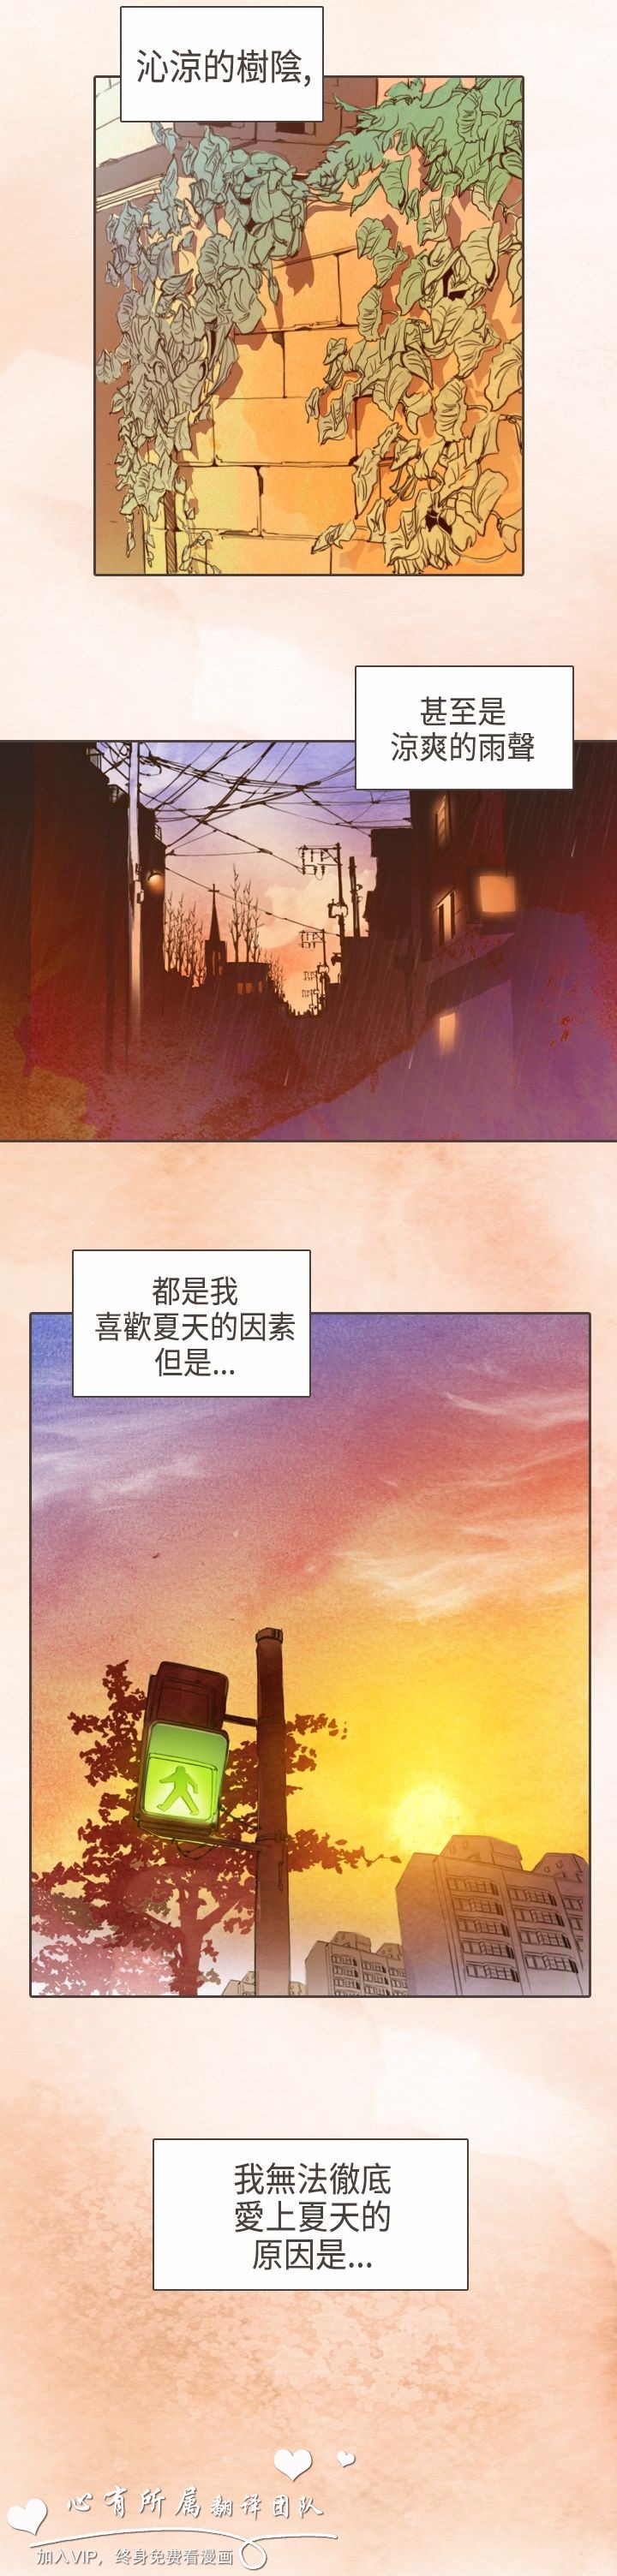 沁涼的樹陰,
甚至是
涼爽的雨聲
都是我
喜歡夏天的因素
但是...
我無法徹底
愛上夏天的
原因是...
心有所属翻译团队
加入VIP，终身免费看漫画